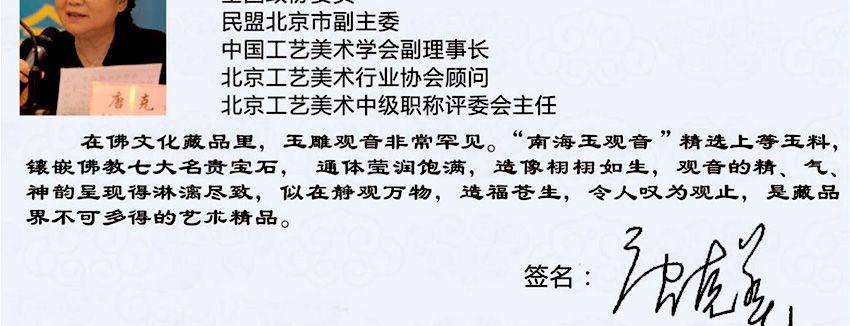 民盟北京市副主委
中国工艺美术学会副理事长
北京工艺美术行业协会顾问
北京工艺美术中级职称评委会主任
唐克
在佛文化藏品里，玉雕观音非常罕见。“南海玉观音”精选上等玉料，
镶嵌佛教七大名贵宝石， 通体莹润饱满，造像栩栩如生，观音的精、气、
神韵呈现得淋漓尽致，似在静观万物，造福苍生，令人叹为观止，是藏品
界不可多得的艺术精品。
签名：唐克美